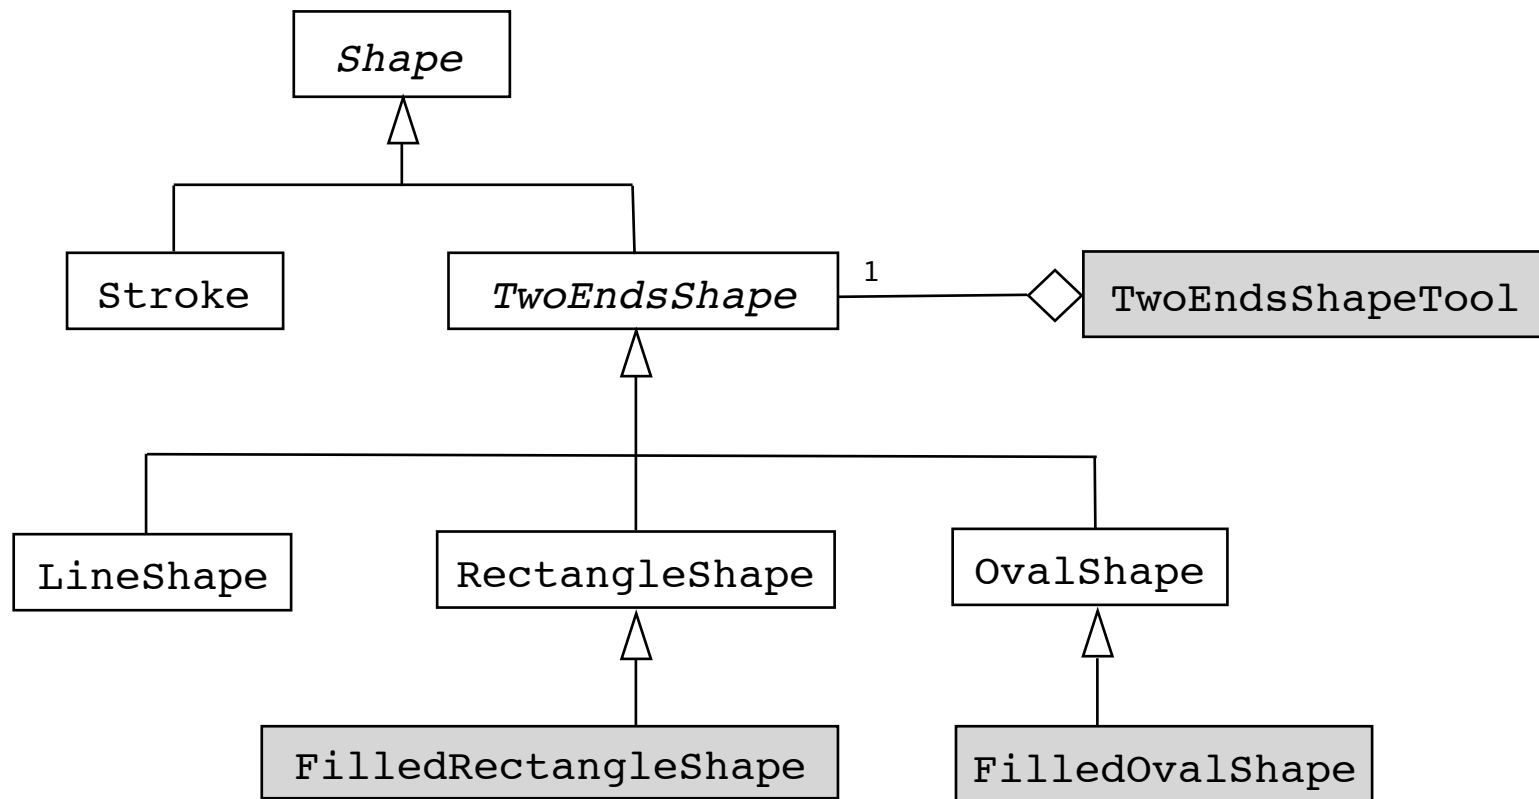 Shape
Stroke
TwoEndsShape
1
TwoEndsShapeTool
LineShape
RectangleShape
OvalShape
FilledRectangleShape
FilledOvalShape